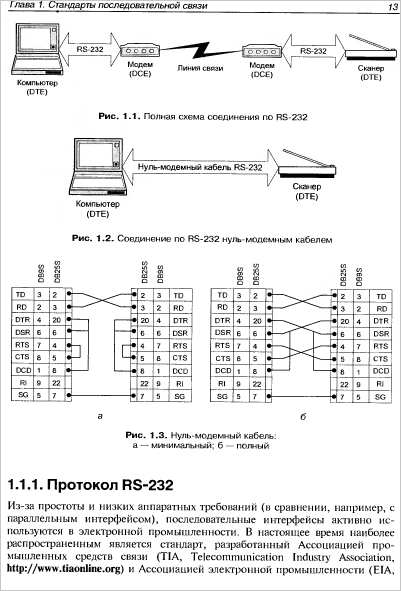 Глава 1. Стандарты последовательной связи 13
RS-232 RS-232
Компьютер
(DTE)
Модем
(DCE)
Линия связи
Модем
(DCE)
Сканер
(DTE)
Рис. 1.1. Полная схема соединения по RS-232
Нуль-модемный кабель RS-232
Компьютер
(DTE)
Сканер
(DTE)
Рис. 1.2. Соединение по RS-232 нуль-модемным кабелем
DB9S DB25S DB25S DB9S DB9S DB25S DB25S DB9S
TD 3 2 2 3 TD TD 3 2 2 3 TD
RD 2 3 3 2 RD RD 2 3 3 2 RD
DTR 4 20 20 4 DTR DTR 4 20 20 4 DTR
DSR 6 6 6 6 DSR DSR 6 6 6 6 DSR
RTS 7 4 4 7 RTS RTS 7 4 4 7 RTS
CTS 8 5 5 8 CTS CTS 8 5 5 8 CTS
DCD 1 8 8 1 DCD DCD 1 8 8 1 DCD
RI 9 22 22 9 RI RI 9 22 22 9 RI
SG 5 7 7 5 SG SG 5 7 7 5 SG
а б
Рис. 1.3. Нуль-модемный кабель:
а — минимальный; б — полный
1.1.1. Протокол RS-232
Из-за простоты и низких аппаратных требований (в сравнении, например, с
параллельным интерфейсом), последовательные интерфейсы активно ис-
пользуются в электронной промышленности. В настоящее время наиболее
распространенным является стандарт, разработанный Ассоциацией про-
мышленных средств связи (TIA, Telecommunication Industry Association,
http://www.tiaonline.org) и Ассоциацией электронной промышленности (EIA,